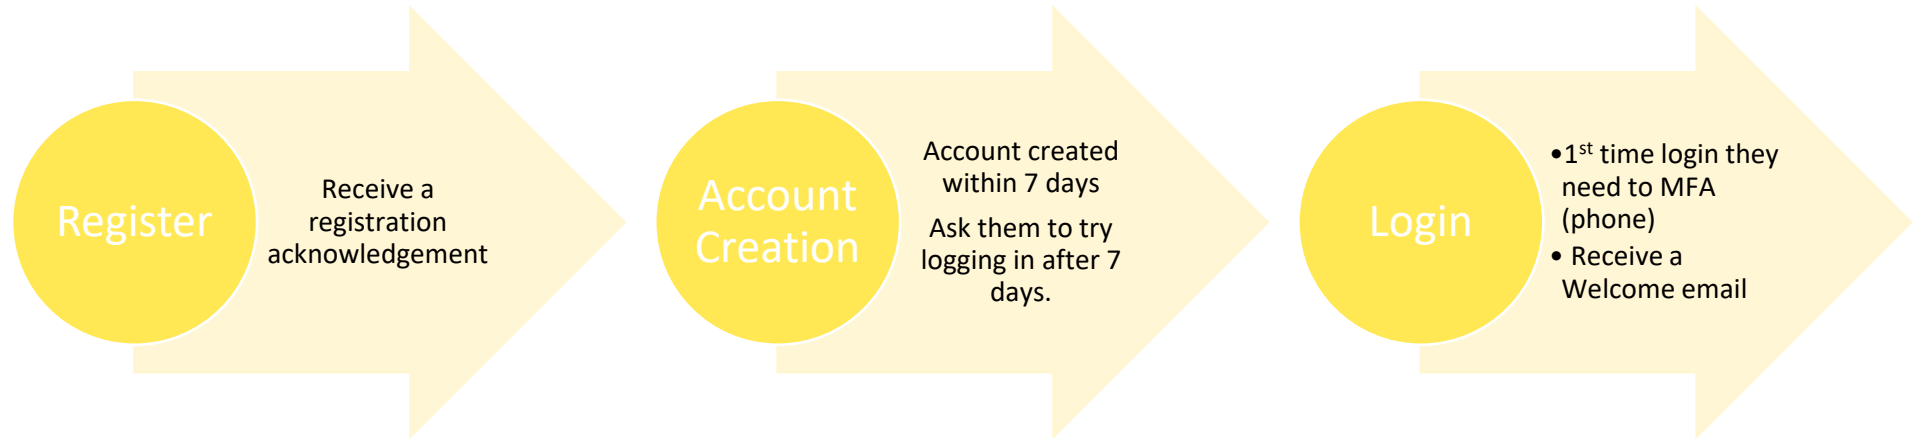 Register
Receive a
registration
acknowledgement
Account
Creation
Account created
within 7 days
Ask them to try
logging in after 7
days.
Login
•1st time login they
need to MFA
(phone)
• Receive a
Welcome email